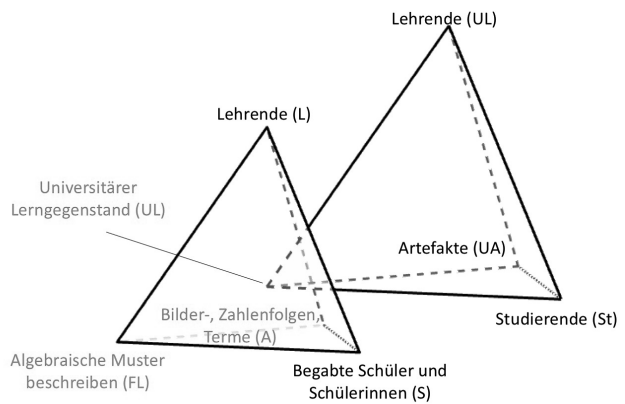 Lehrende (UL)
Lehrende (L)
Universitärer
Lerngegenstand (UL)
Artefakte (UA)
Bilder-, Zahlenfolgen,
Terme (A)
Studierende (St)
Algebraische Muster
beschreiben (FL)
Begabte Schüler und
Schülerinnen (S)